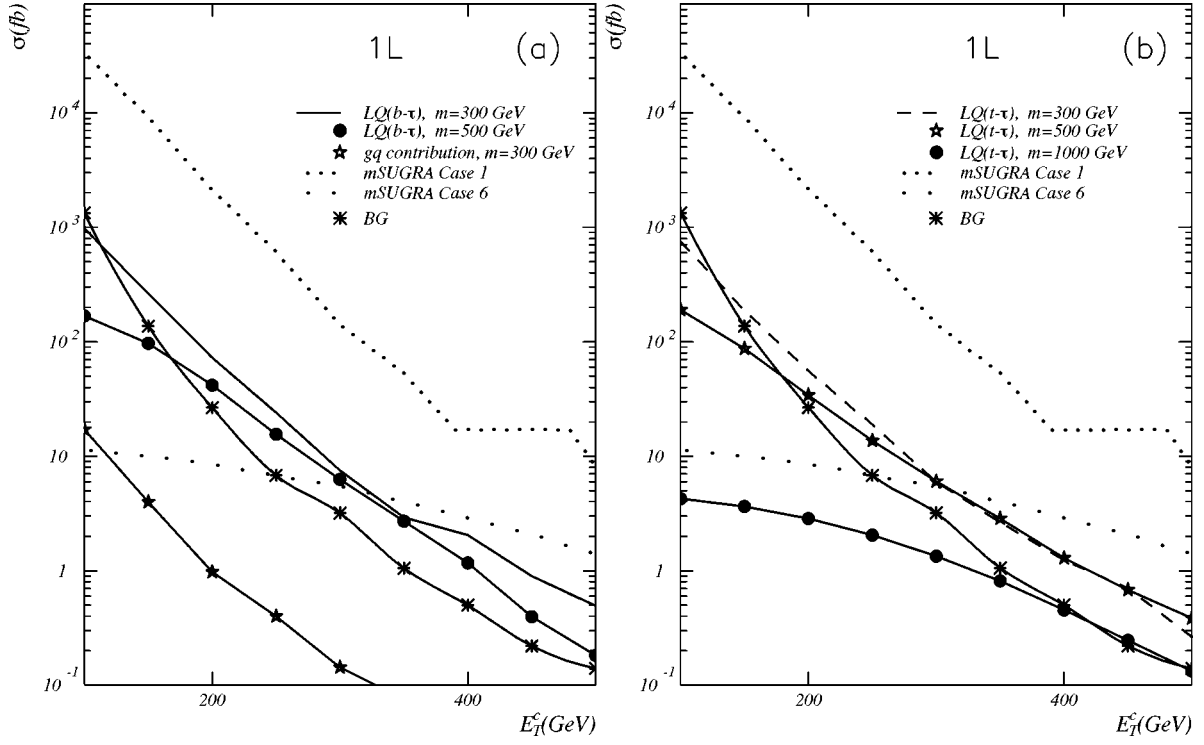 σ(fb)
1L
(a)
LQ(b-τ), m=300 GeV
LQ(b-τ), m=500 GeV
gq contribution, m=300 GeV
mSUGRA Case 1
mSUGRA Case 6
BG
10^4
10^3
10^2
10
1
10^-1
200
400
E_T^c(GeV)
σ(fb)
1L
(b)
LQ(t-τ), m=300 GeV
LQ(t-τ), m=500 GeV
LQ(t-τ), m=1000 GeV
mSUGRA Case 1
mSUGRA Case 6
BG
10^4
10^3
10^2
10
1
10^-1
200
400
E_T^c(GeV)